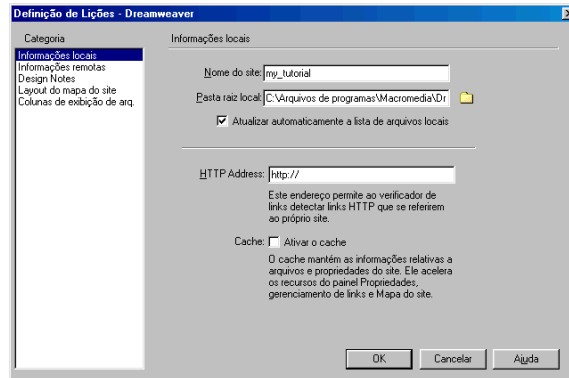 Definição de Lições - Dreamweaver
Categoria
Informações locais
Informações locais
Informações remotas
Design Notes
Layout do mapa do site
Colunas de exibição de arq.
Nome do site: my_tutorial
Pasta raiz local: C:\Arquivos de programas\Macromedia\Dr
Atualizar automaticamente a lista de arquivos locais
HTTP Address: http://
Este endereço permite ao verificador de
links detectar links HTTP que se referirem
ao próprio site.
Cache: Ativar o cache
O cache mantém as informações relativas a
arquivos e propriedades do site. Ele acelera
os recursos do painel Propriedades,
gerenciamento de links e Mapa do site.
OK Cancelar Ajuda